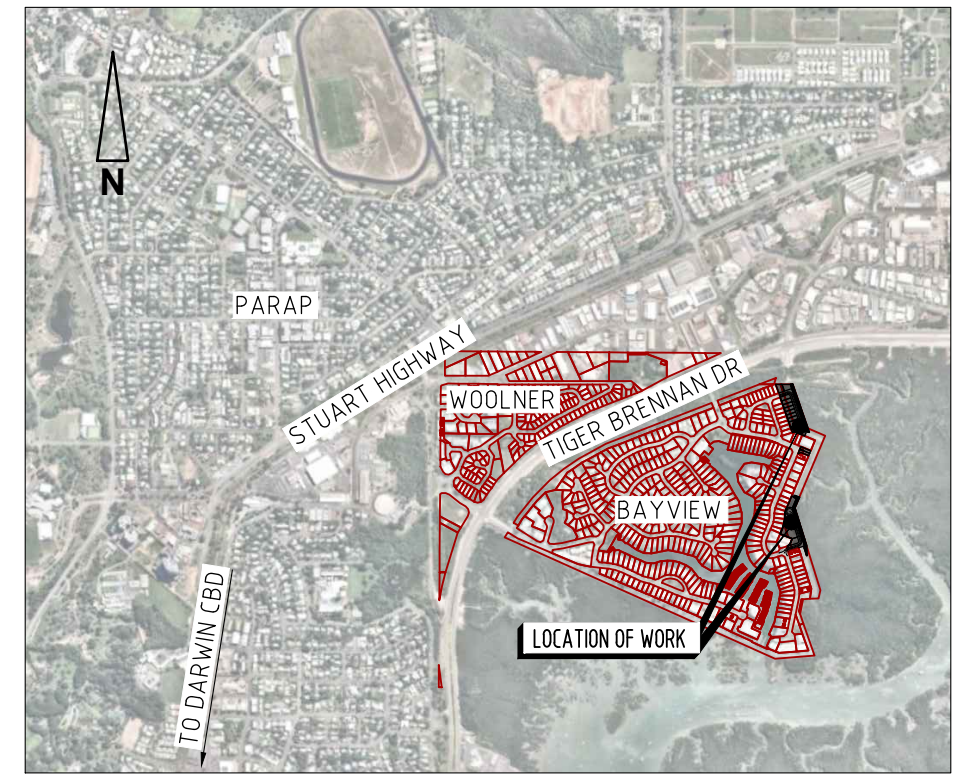 N
PARAP
STUART HIGHWAY
WOOLNER
TIGER BRENNAN DR
BAYVIEW
TO DARWIN CBD
LOCATION OF WORK